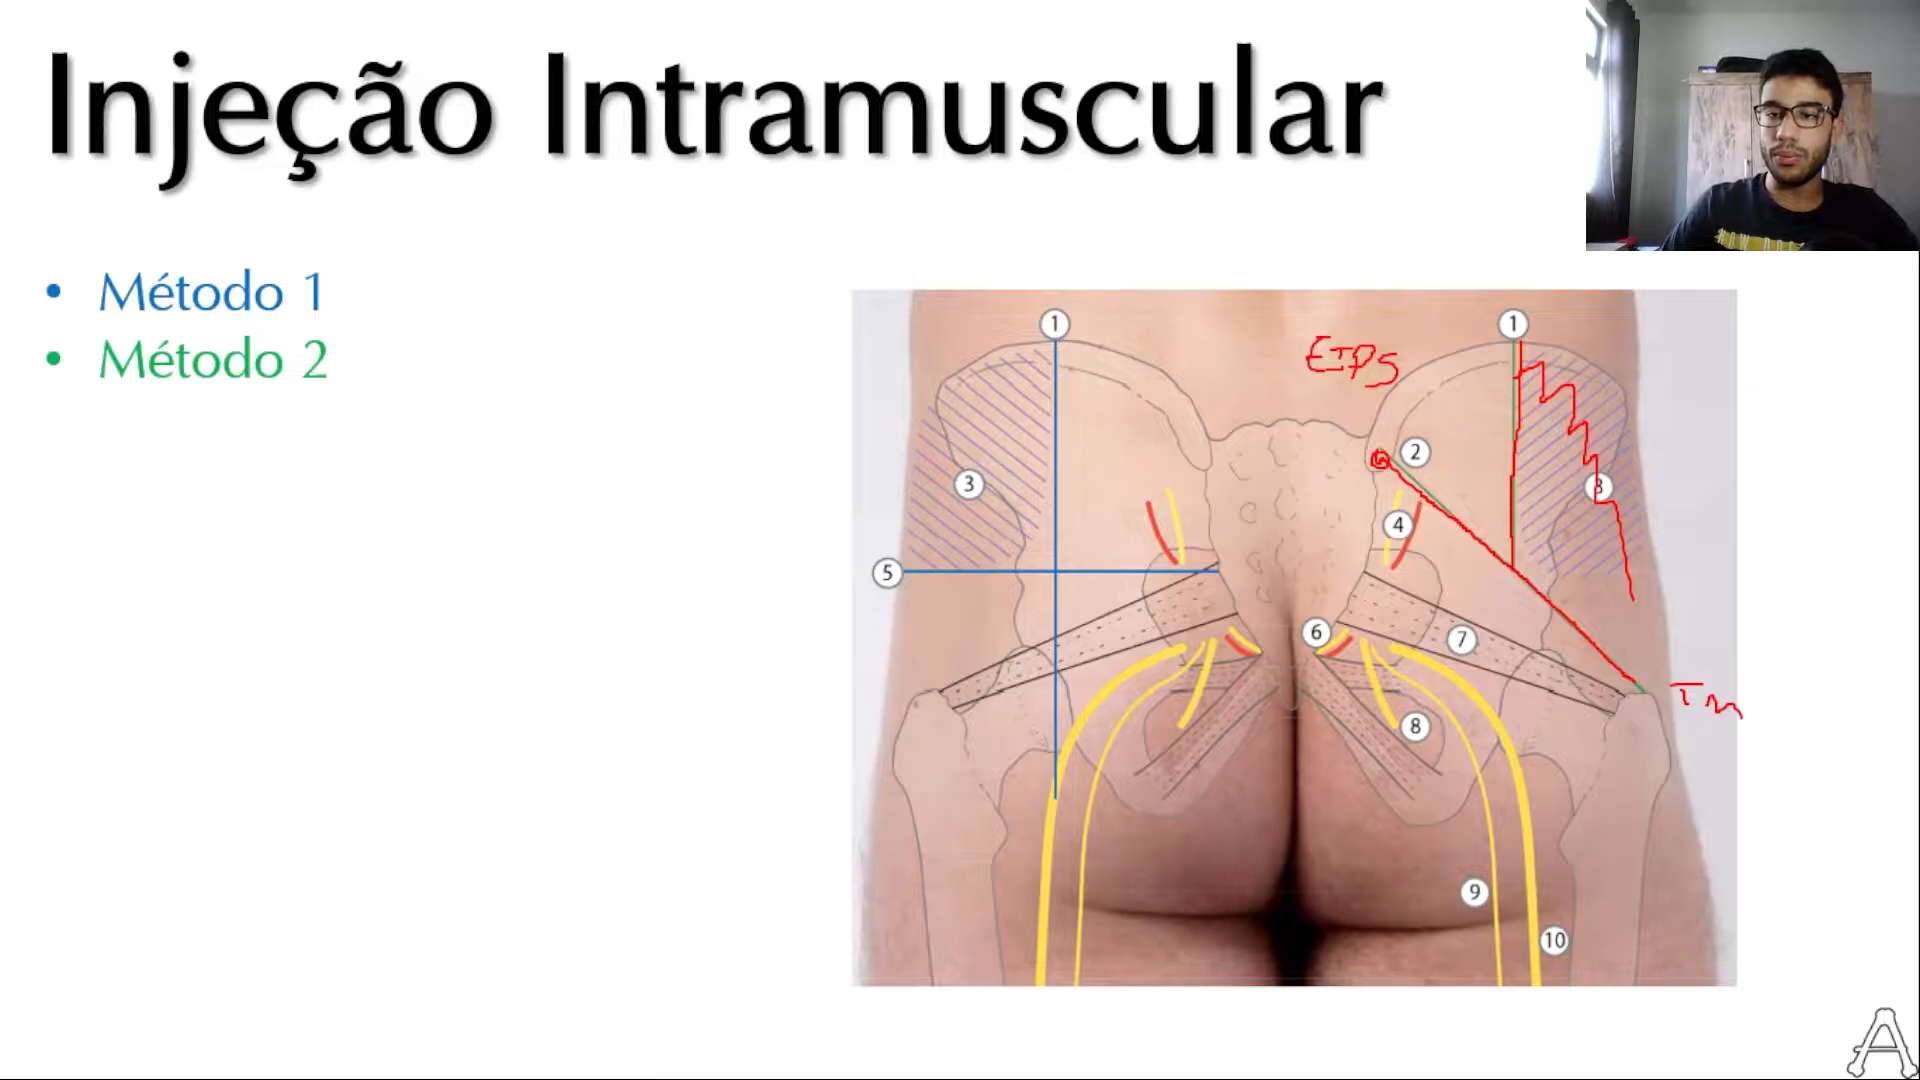 Injeção Intramuscular
• Método 1
• Método 2
1
1
EIPS
2
3
3
4
5
6
7
Tm
8
9
10
A